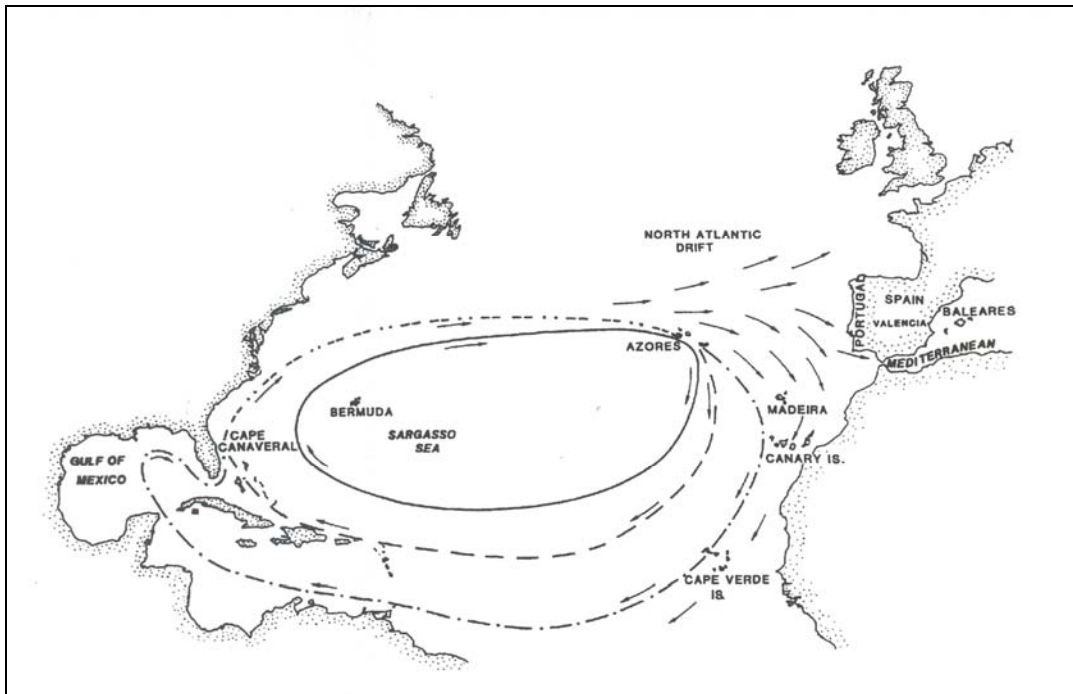 NORTH ATLANTIC
DRIFT
PORTUGAL
SPAIN
VALENCIA
BALEARES
MEDITERRANEAN
AZORES
BERMUDA
SARGASSO
SEA
MADEIRA
CANARY IS.
CAPE
CANAVERAL
GULF OF
MEXICO
CAPE VERDE
IS.